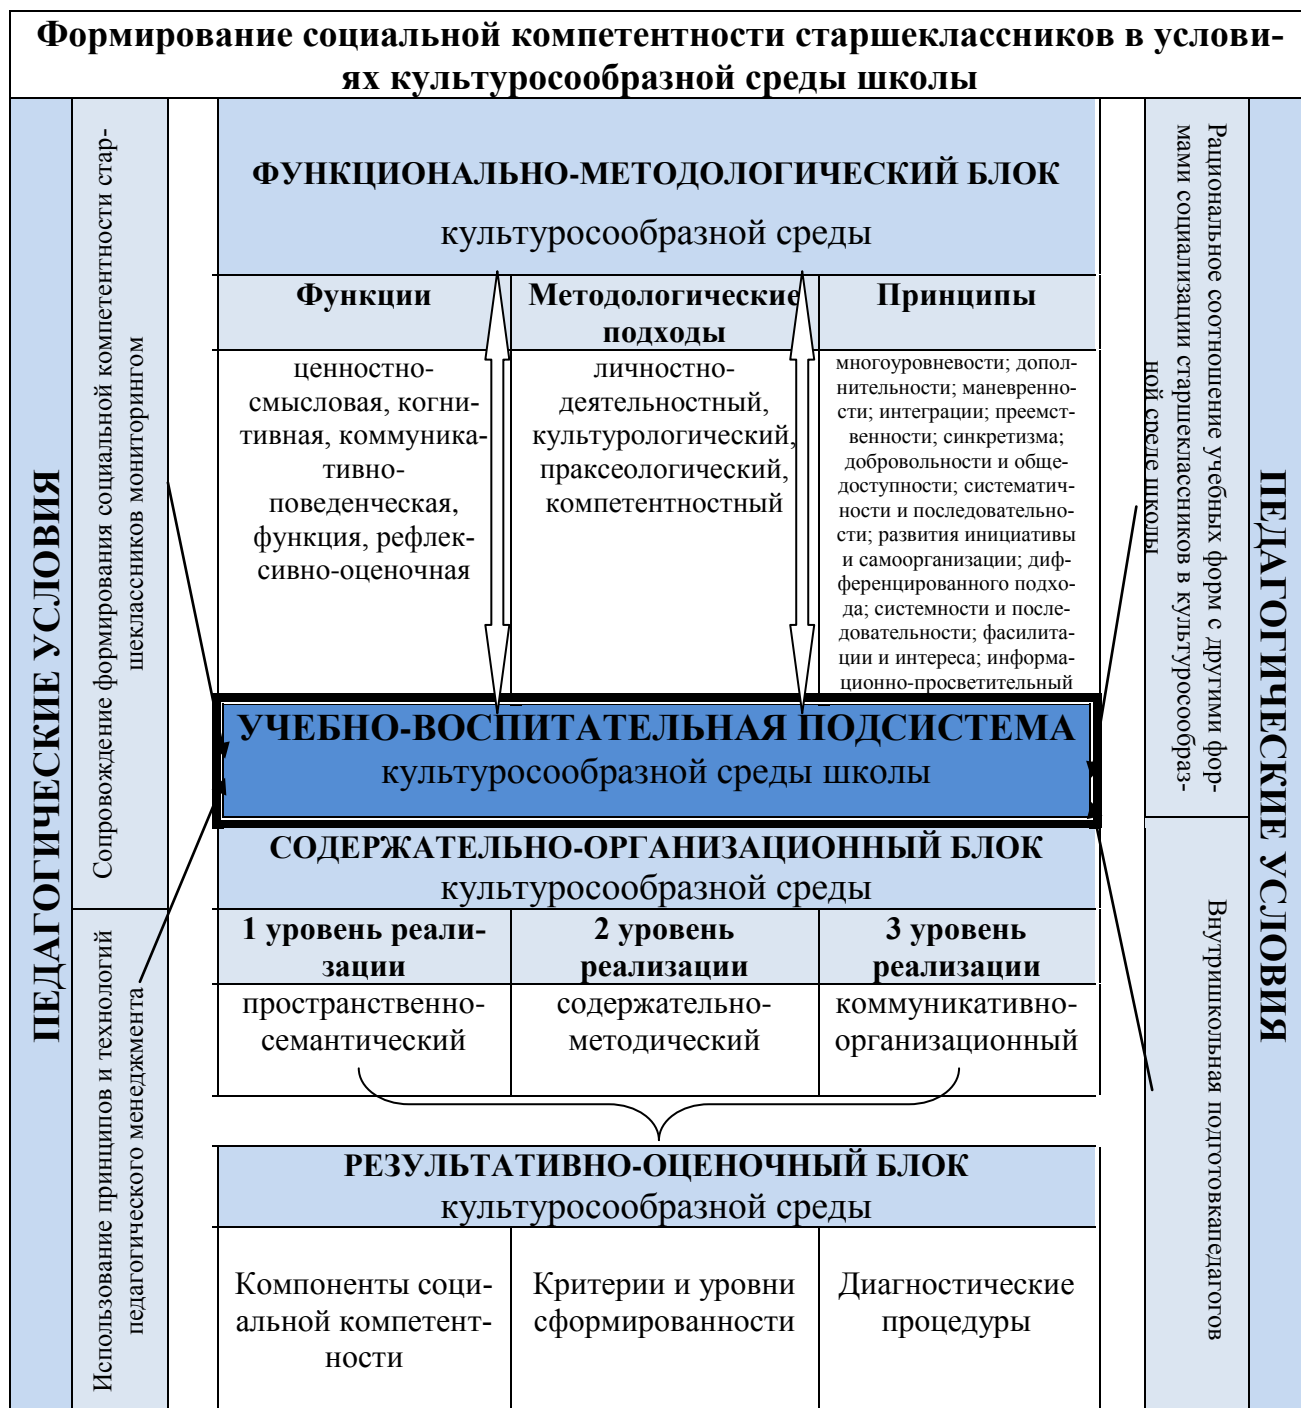 Формирование социальной компетентности старшеклассников в услови-
ях культуросообразной среды школы
ПЕДАГОГИЧЕСКИЕ УСЛОВИЯ
Сопровождение формирования социальной компетентности стар-
шеклассников мониторингом
Использование принципов и технологий
педагогического менеджмента
ФУНКЦИОНАЛЬНО-МЕТОДОЛОГИЧЕСКИЙ БЛОК
культуросообразной среды
Функции
ценностно-
смысловая, когни-
тивная, коммуника-
тивно-
поведенческая,
функция, рефлек-
сивно-оценочная
Методологические
подходы
личностно-
деятельностный,
культурологический,
праксеологический,
компетентностный
Принципы
многоуровневости; допол-
нительности; маневренно-
сти; интеграции; преемст-
венности; синкретизма;
добровольности и обще-
доступности; систематич-
ности и последовательно-
сти; развития инициативы
и самоорганизации; диф-
ференцированного подхо-
да; системности и после-
довательности; фасилита-
ции и интереса; информа-
ционно-просветительный
УЧЕБНО-ВОСПИТАТЕЛЬНАЯ ПОДСИСТЕМА
культуросообразной среды школы
СОДЕРЖАТЕЛЬНО-ОРГАНИЗАЦИОННЫЙ БЛОК
культуросообразной среды
1 уровень реали-
зации
пространственно-
семантический
2 уровень
реализации
содержательно-
методический
3 уровень
реализации
коммуникативно-
организационный
РЕЗУЛЬТАТИВНО-ОЦЕНОЧНЫЙ БЛОК
культуросообразной среды
Компоненты соци-
альной компетент-
ности
Критерии и уровни
сформированности
Диагностические
процедуры
Рациональное соотношение учебных форм с другими фор-
мами социализации старшеклассников в культуросообраз-
ной среде школы
Внутришкольная подготовкапедагогов
ПЕДАГОГИЧЕСКИЕ УСЛОВИЯ